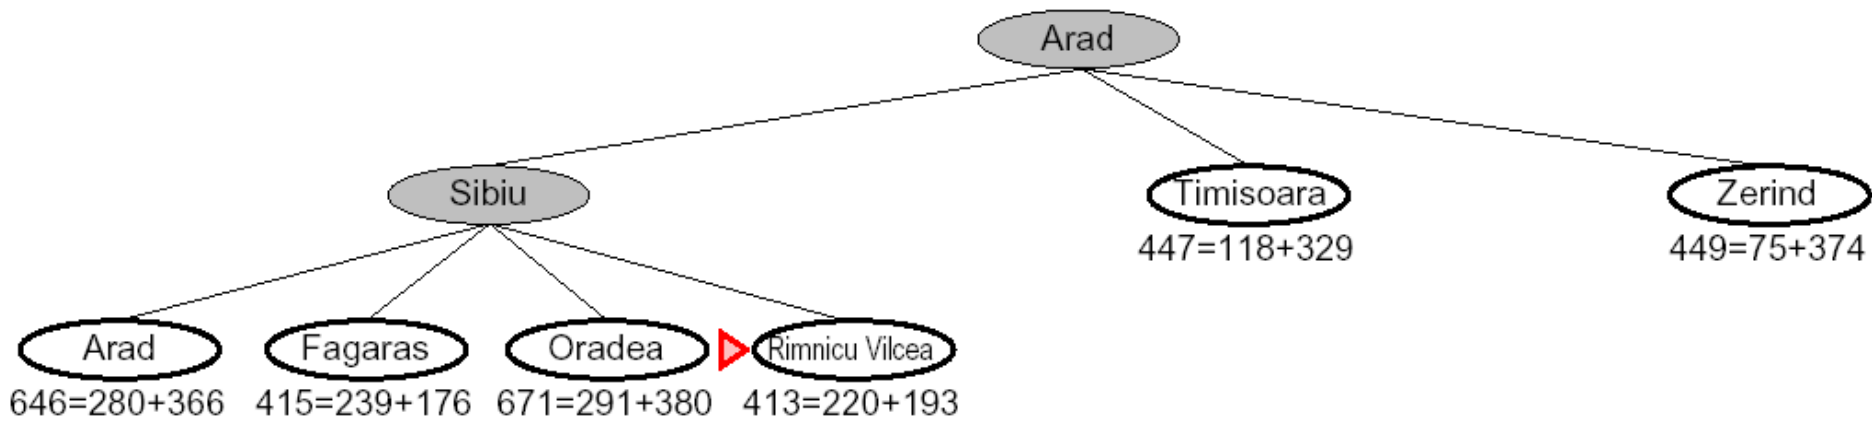 Arad
Sibiu
Timisoara
Zerind
447=118+329
449=75+374
Arad
Fagaras
Oradea
Rimnicu Vilcea
646=280+366
415=239+176
671=291+380
413=220+193